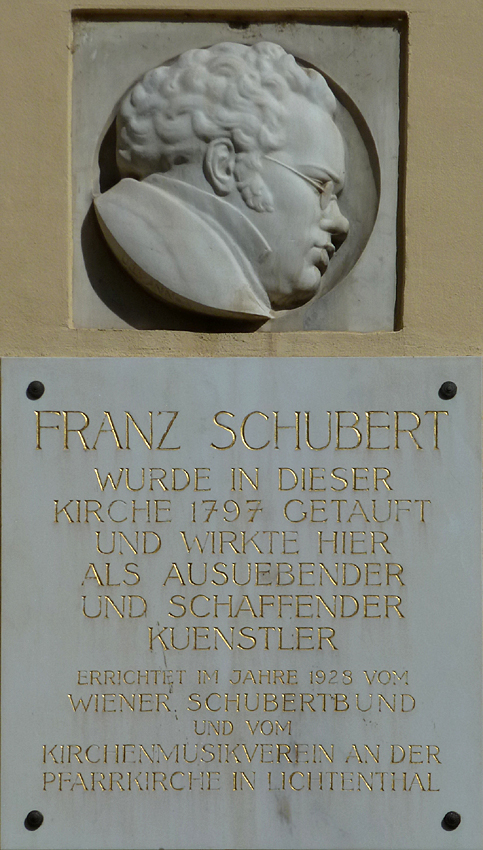 FRANZ SCHUBERT
WURDE IN DIESER
KIRCHE 1797 GETAUFT
UND WIRKTE HIER
ALS AUSUEBENDER
UND SCHAFFENDER
KUENSTLER
ERRICHTET IM JAHRE 1928 VOM
WIENER SCHUBERTBUND
UND VOM
KIRCHENMUSIKVEREIN AN DER
PFARRKIRCHE IN LICHTENTHAL